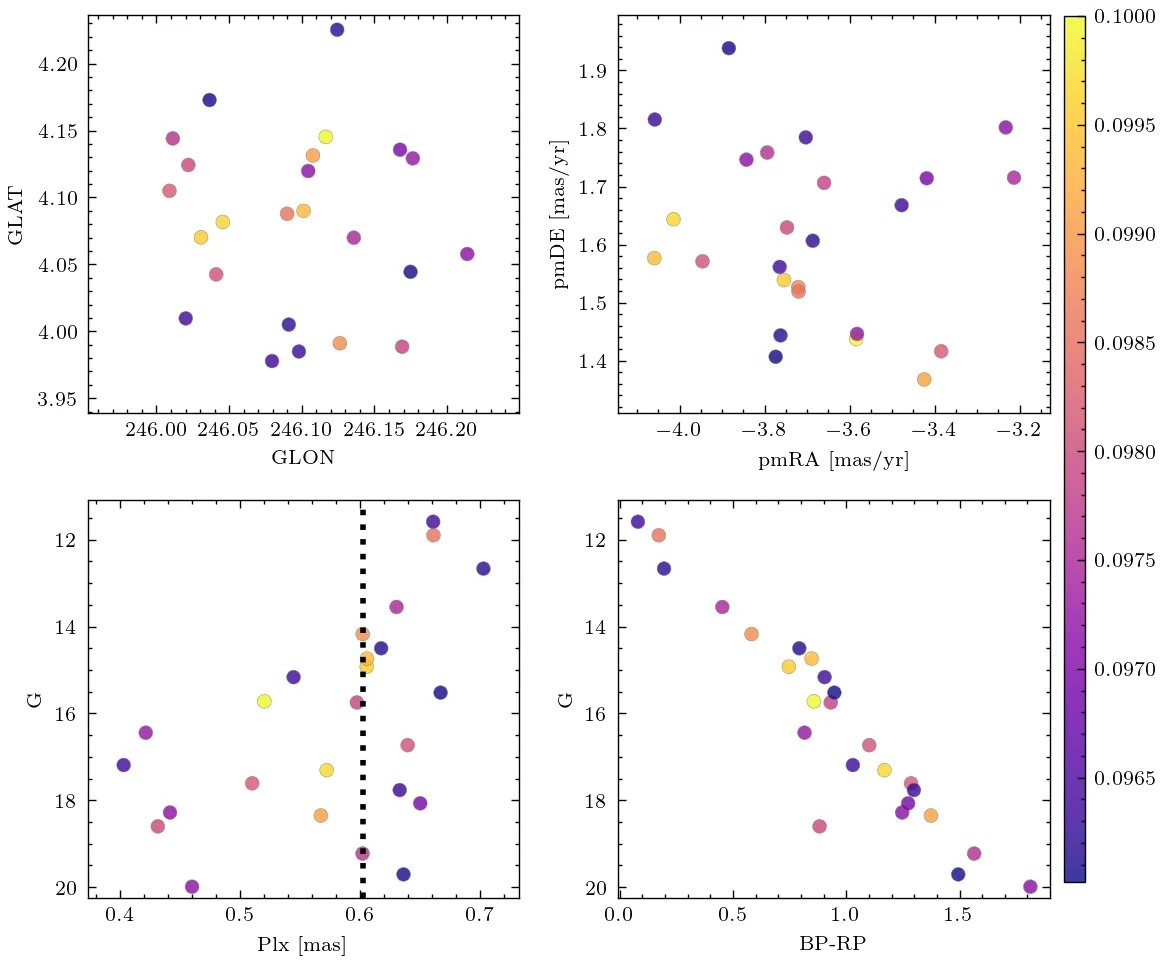 4.20
4.15
4.10
4.05
4.00
3.95
GLAT
246.00 246.05 246.10 246.15 246.20
GLON
1.9
1.8
1.7
1.6
1.5
1.4
pmDE [mas/yr]
−4.0 −3.8 −3.6 −3.4 −3.2
pmRA [mas/yr]
0.1000
0.0995
0.0990
0.0985
0.0980
0.0975
0.0970
0.0965
12
14
16
18
20
G
0.4 0.5 0.6 0.7
Plx [mas]
12
14
16
18
20
G
0.0 0.5 1.0 1.5
BP-RP